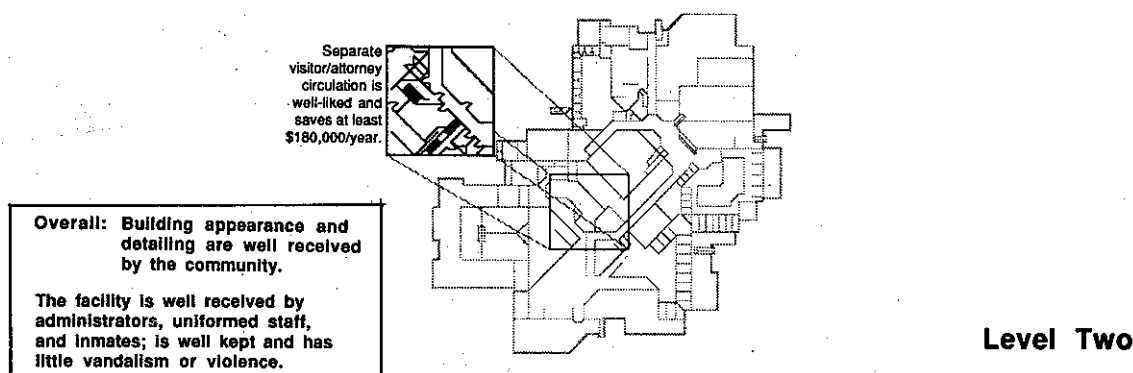 Separate
visitor/attorney
circulation is
well-liked and
saves at least
$180,000/year.
Overall: Building appearance and
detailing are well received
by the community.
The facility is well received by
administrators, uniformed staff,
and inmates; is well kept and has
little vandalism or violence.
Level Two